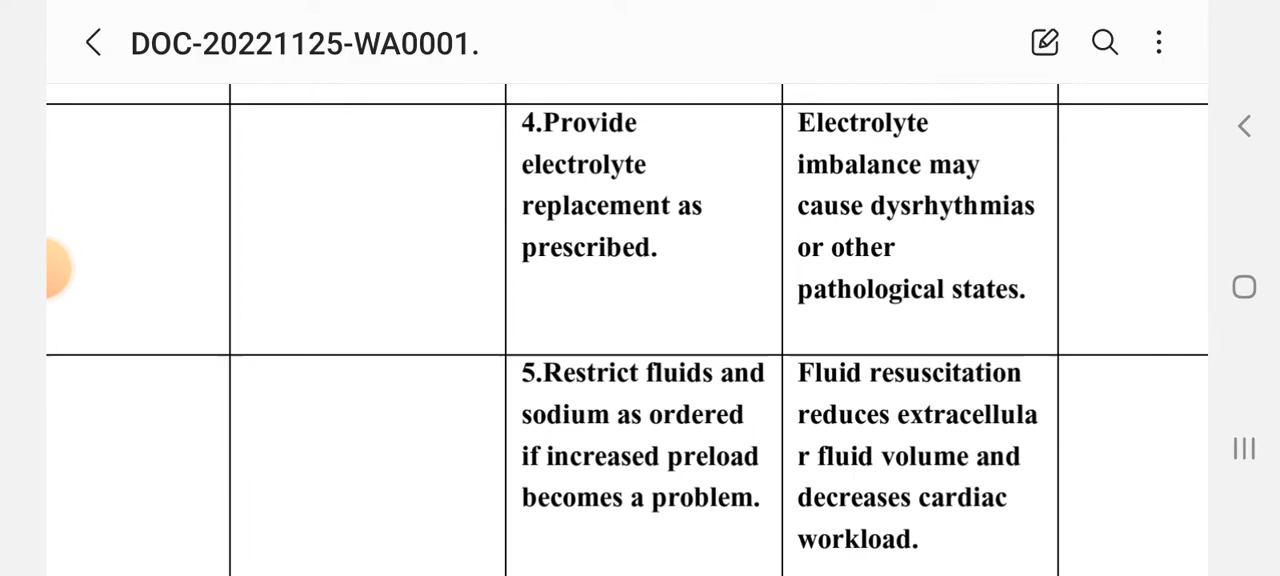 DOC-20221125-WA0001.
4.Provide
electrolyte
replacement as
prescribed.
Electrolyte
imbalance may
cause dysrhythmias
or other
pathological states.
5.Restrict fluids and
sodium as ordered
if increased preload
becomes a problem.
Fluid resuscitation
reduces extracellula
r fluid volume and
decreases cardiac
workload.